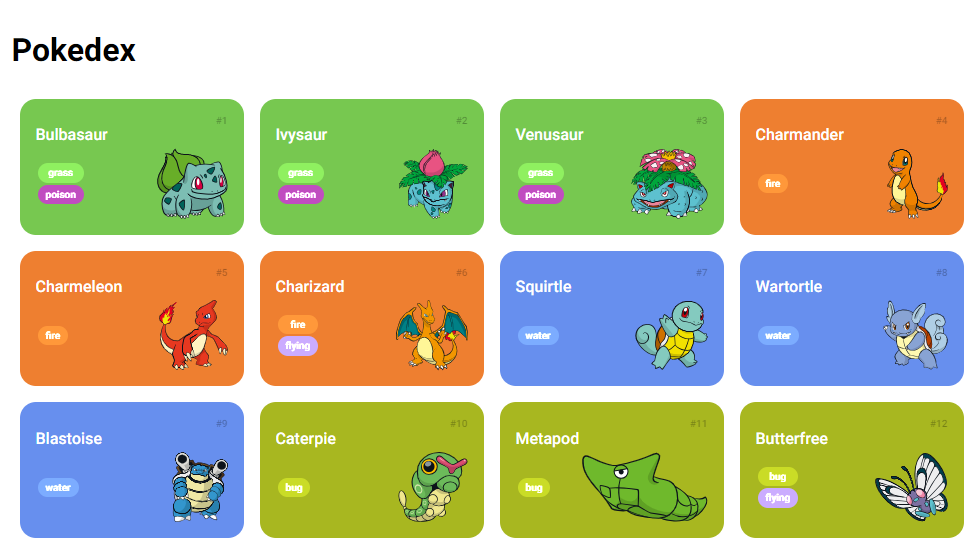 Pokedex
#1
Bulbasaur
grass
poison
#2
Ivysaur
grass
poison
#3
Venusaur
grass
poison
#4
Charmander
fire
#5
Charmeleon
fire
#6
Charizard
fire
flying
#7
Squirtle
water
#8
Wartortle
water
#9
Blastoise
water
#10
Caterpie
bug
#11
Metapod
bug
#12
Butterfree
bug
flying